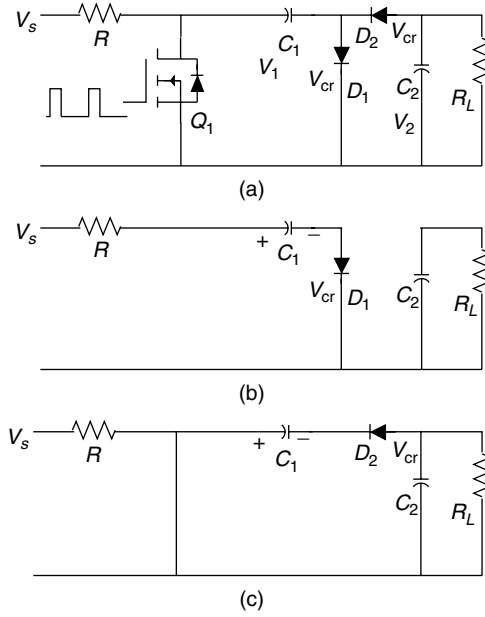 Vs
R
Q1
C1
V1
Vcr
D1
D2
Vcr
C2
V2
RL
(a)
Vs
R
+ C1 −
Vcr
D1
C2
RL
(b)
Vs
R
+ C1 −
D2
Vcr
C2
RL
(c)